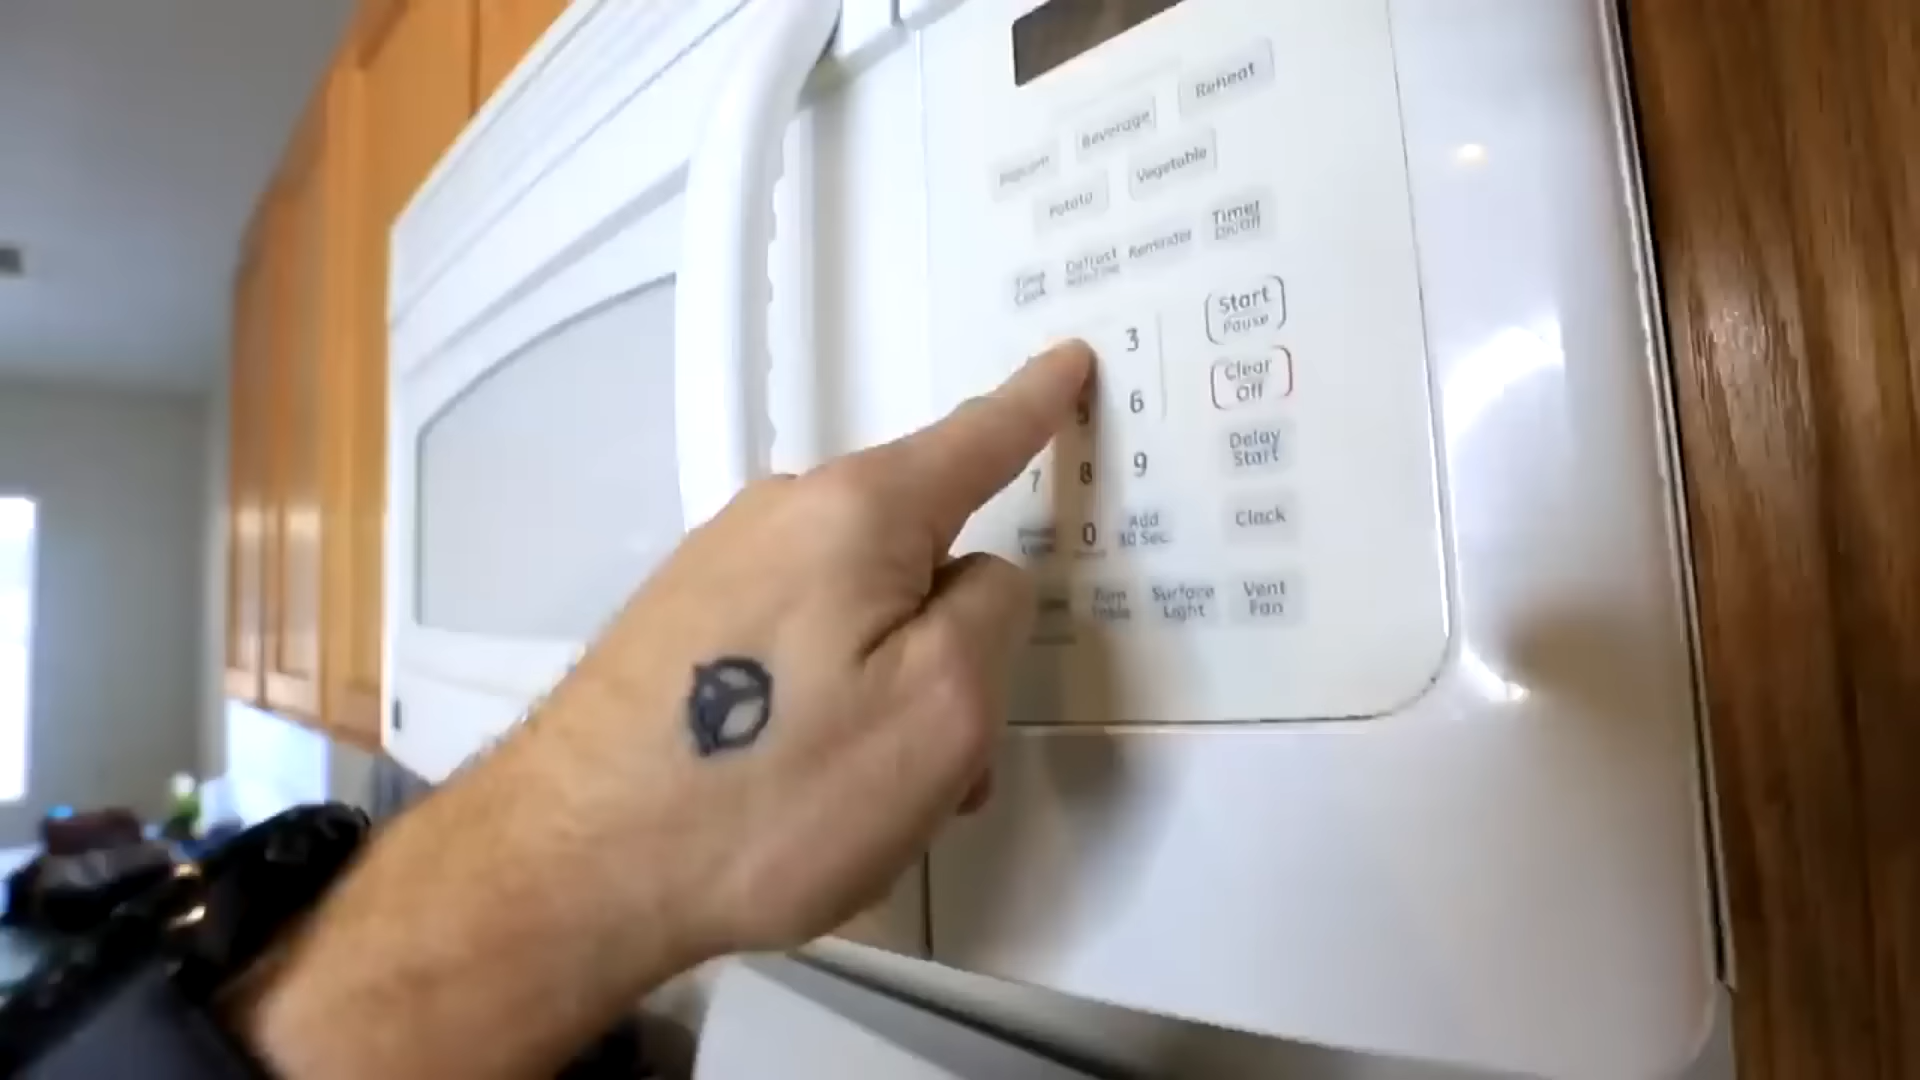 Reheat
Beverage
Popcorn
Vegetable
Potato
Timer
On/Off
Reminder
Defrost
Time
Cook
Start
Pause
3
Clear
Off
6
5
Delay
Start
9
8
7
Clock
Add
30 Sec.
0
Vent
Fan
Surface
Light
Turn
Table